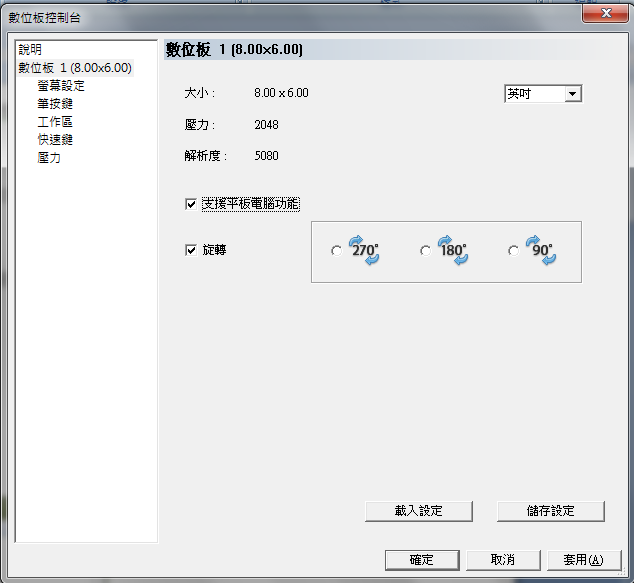 數位板控制台
說明
數位板 1 (8.00x6.00)
螢幕設定
筆按鍵
工作區
快速鍵
壓力
數位板 1 (8.00x6.00)
大小 : 8.00 x 6.00 英吋
壓力 : 2048
解析度 : 5080
支援平板電腦功能
旋轉 270° 180° 90°
載入設定 儲存設定
確定 取消 套用(A)